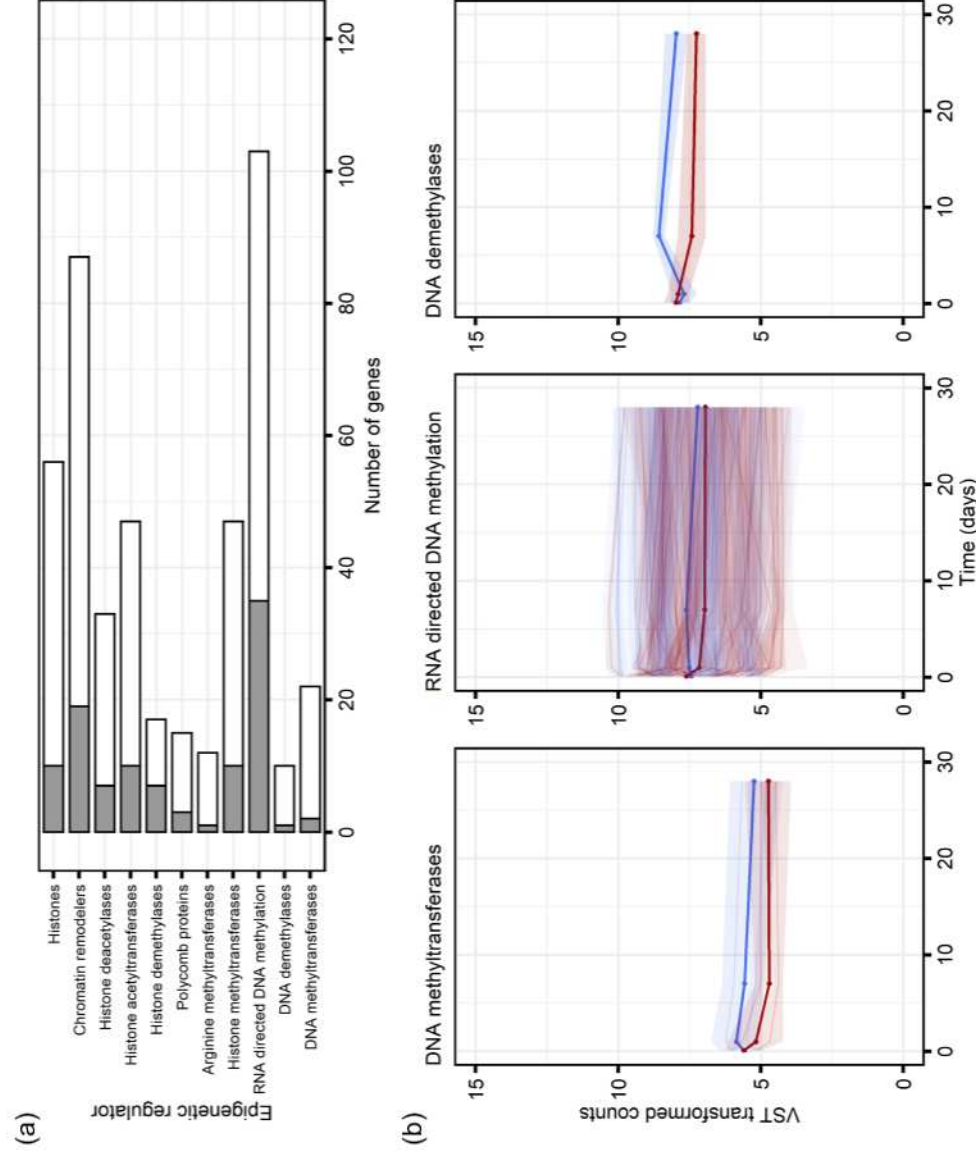 (a)
Epigenetic regulator
Histones
Chromatin remodelers
Histone deacetylases
Histone acetyltransferases
Histone demethylases
Polycomb proteins
Arginine methyltransferases
Histone methyltransferases
RNA directed DNA methylation
DNA demethylases
DNA methyltransferases
0 20 40 60 80 100 120
Number of genes
(b)
VST transformed counts
DNA methyltransferases
15
10
5
0
0 10 20 30
RNA directed DNA methylation
15
10
5
0
0 10 20 30
Time (days)
DNA demethylases
15
10
5
0
0 10 20 30